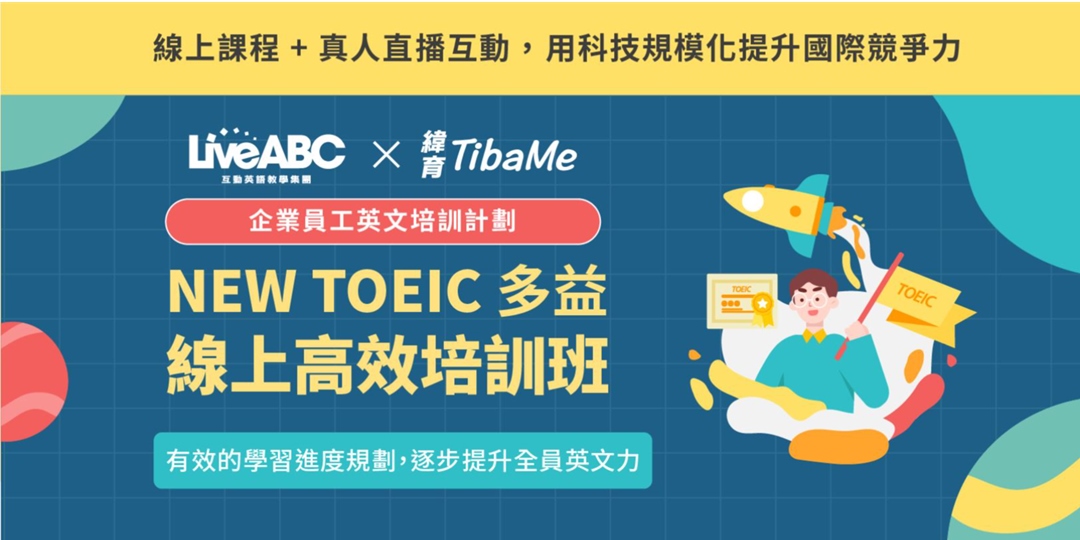 線上課程 + 真人直播互動，用科技規模化提升國際競爭力
LiveABC × 緯育 TibaMe
互動英語教學集團
企業員工英文培訓計劃
NEW TOEIC 多益
線上高效培訓班
有效的學習進度規劃，逐步提升全員英文力
TOEIC
TOEIC